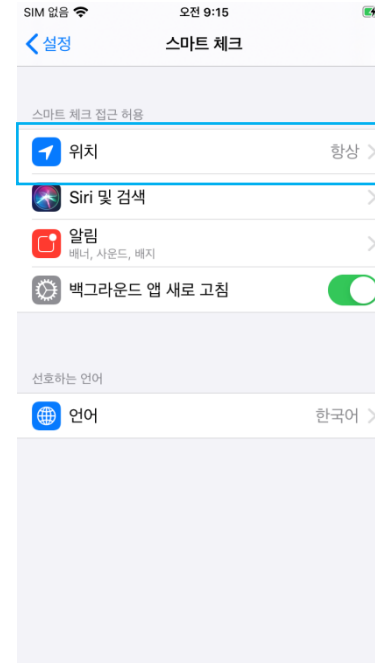 SIM 없음 오전 9:15
설정 스마트 체크
스마트 체크 접근 허용
위치 항상
Siri 및 검색
알림
배너, 사운드, 배지
백그라운드 앱 새로 고침
선호하는 언어
언어 한국어